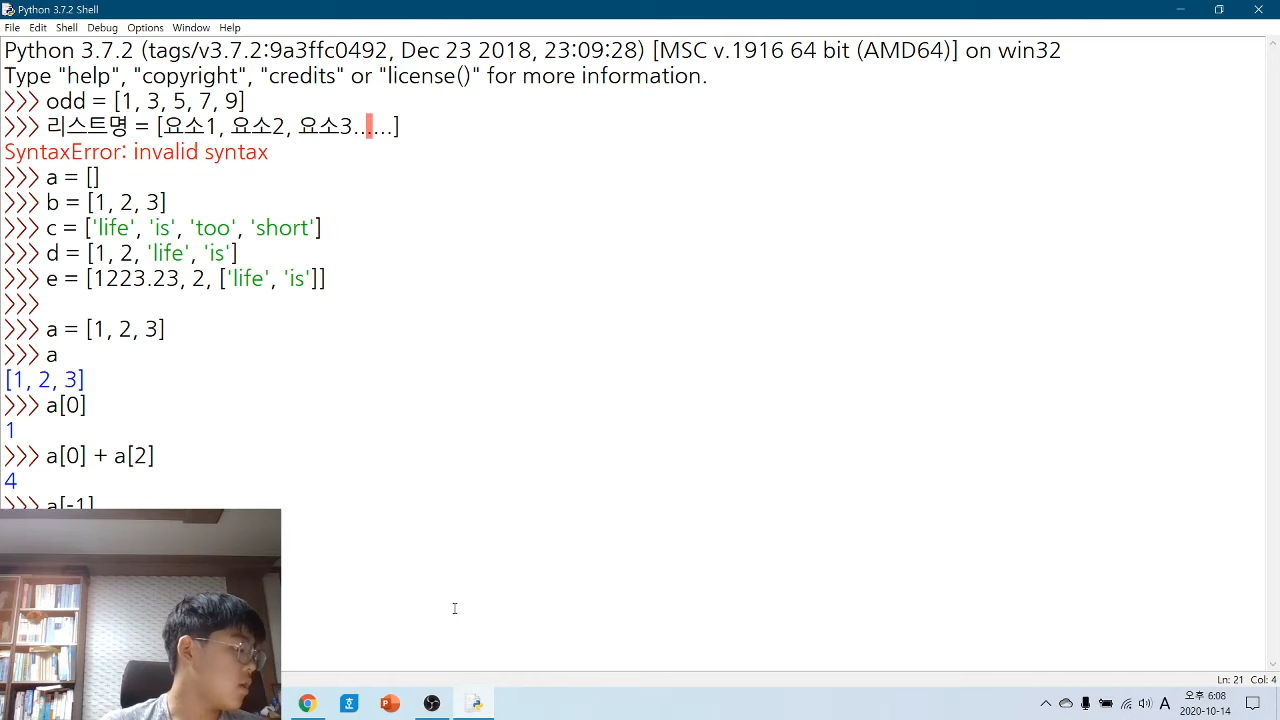 Python 3.7.2 Shell
File Edit Shell Debug Options Window Help
Python 3.7.2 (tags/v3.7.2:9a3ffc0492, Dec 23 2018, 23:09:28) [MSC v.1916 64 bit (AMD64)] on win32
Type "help", "copyright", "credits" or "license()" for more information.
>>> odd = [1, 3, 5, 7, 9]
>>> 리스트명 = [요소1, 요소2, 요소3......]
SyntaxError: invalid syntax
>>> a = []
>>> b = [1, 2, 3]
>>> c = ['life', 'is', 'too', 'short']
>>> d = [1, 2, 'life', 'is']
>>> e = [1223.23, 2, ['life', 'is']]
>>>
>>> a = [1, 2, 3]
>>> a
[1, 2, 3]
>>> a[0]
1
>>> a[0] + a[2]
4
>>> a[-1]
Ln: 21 Col: 4
A
오후 6:08
2020-10-14